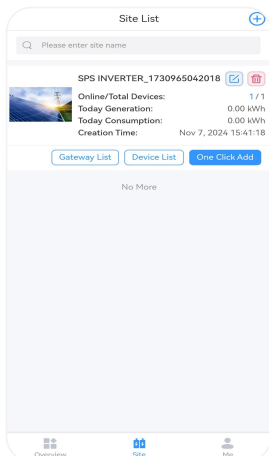 Site List
Please enter site name
SPS INVERTER_1730965042018
Online/Total Devices: 1 / 1
Today Generation: 0.00 kWh
Today Consumption: 0.00 kWh
Creation Time: Nov 7, 2024 15:41:18
Gateway List Device List One Click Add
No More
Overview Site Me